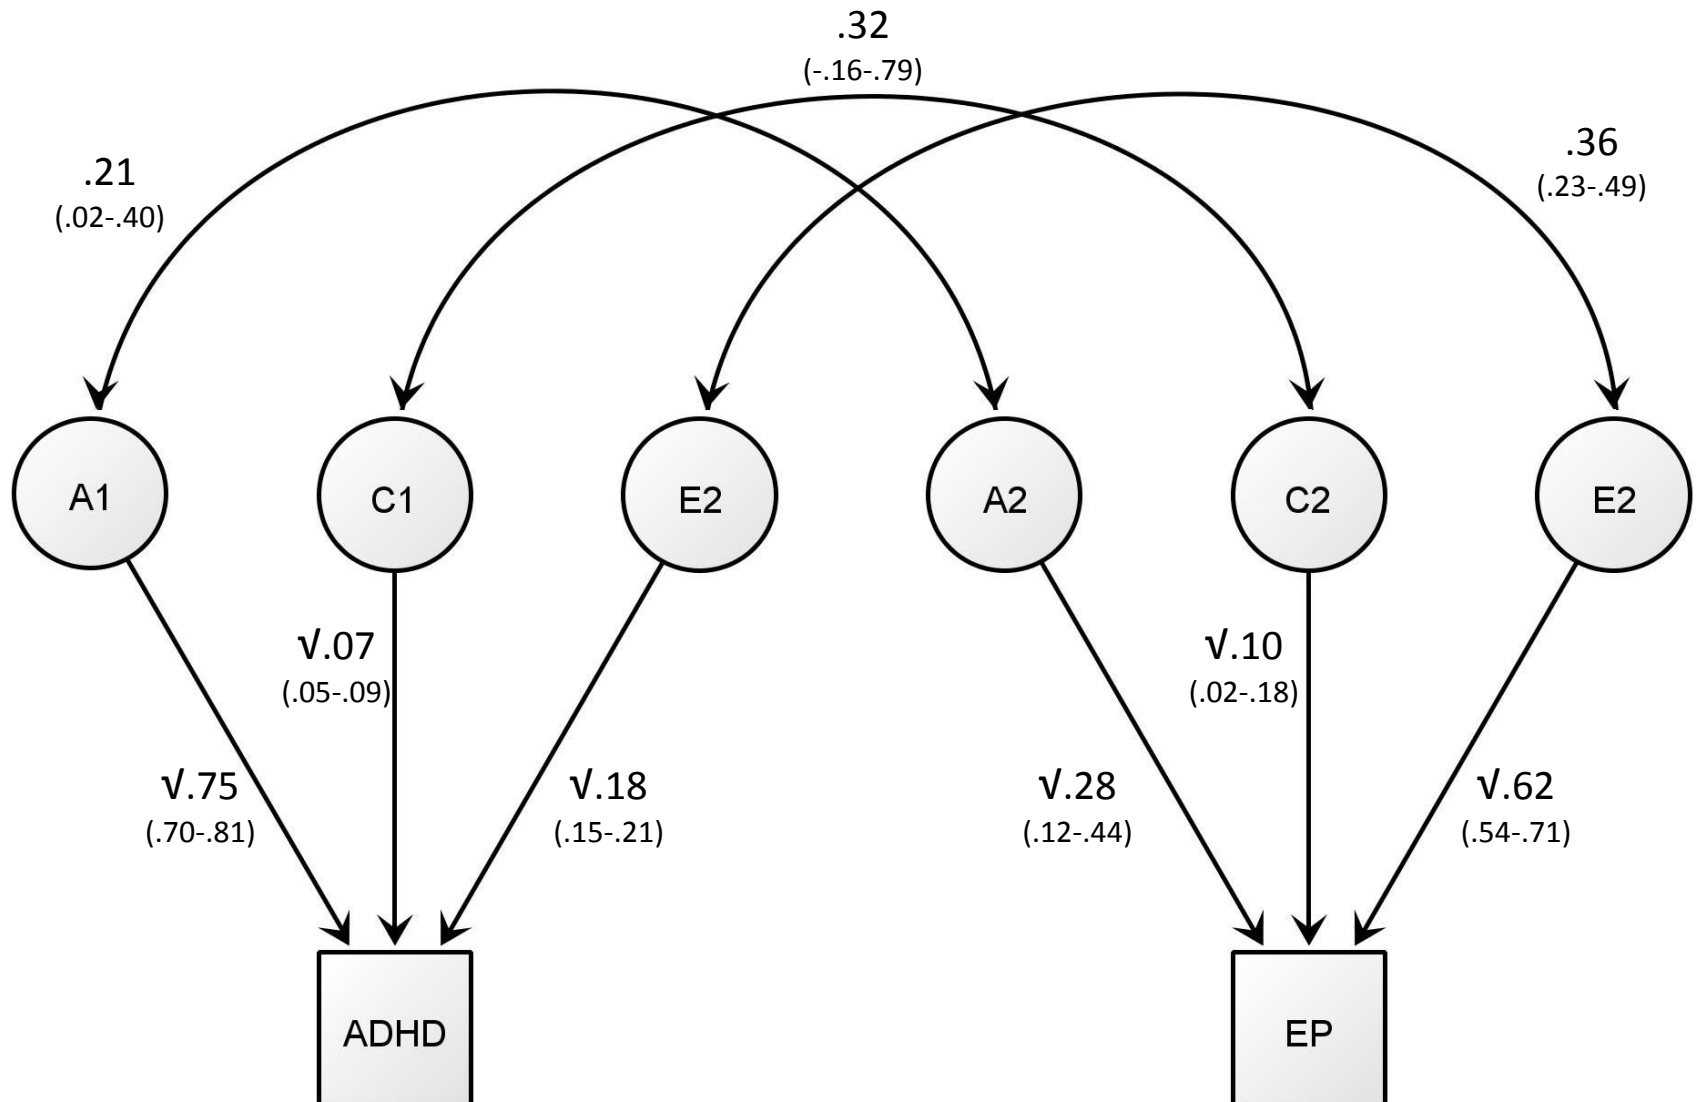 .32
(-.16-.79)
.21
(.02-.40)
.36
(.23-.49)
A1
C1
E2
A2
C2
E2
√.07
(.05-.09)
√.10
(.02-.18)
√.75
(.70-.81)
√.18
(.15-.21)
√.28
(.12-.44)
√.62
(.54-.71)
ADHD
EP